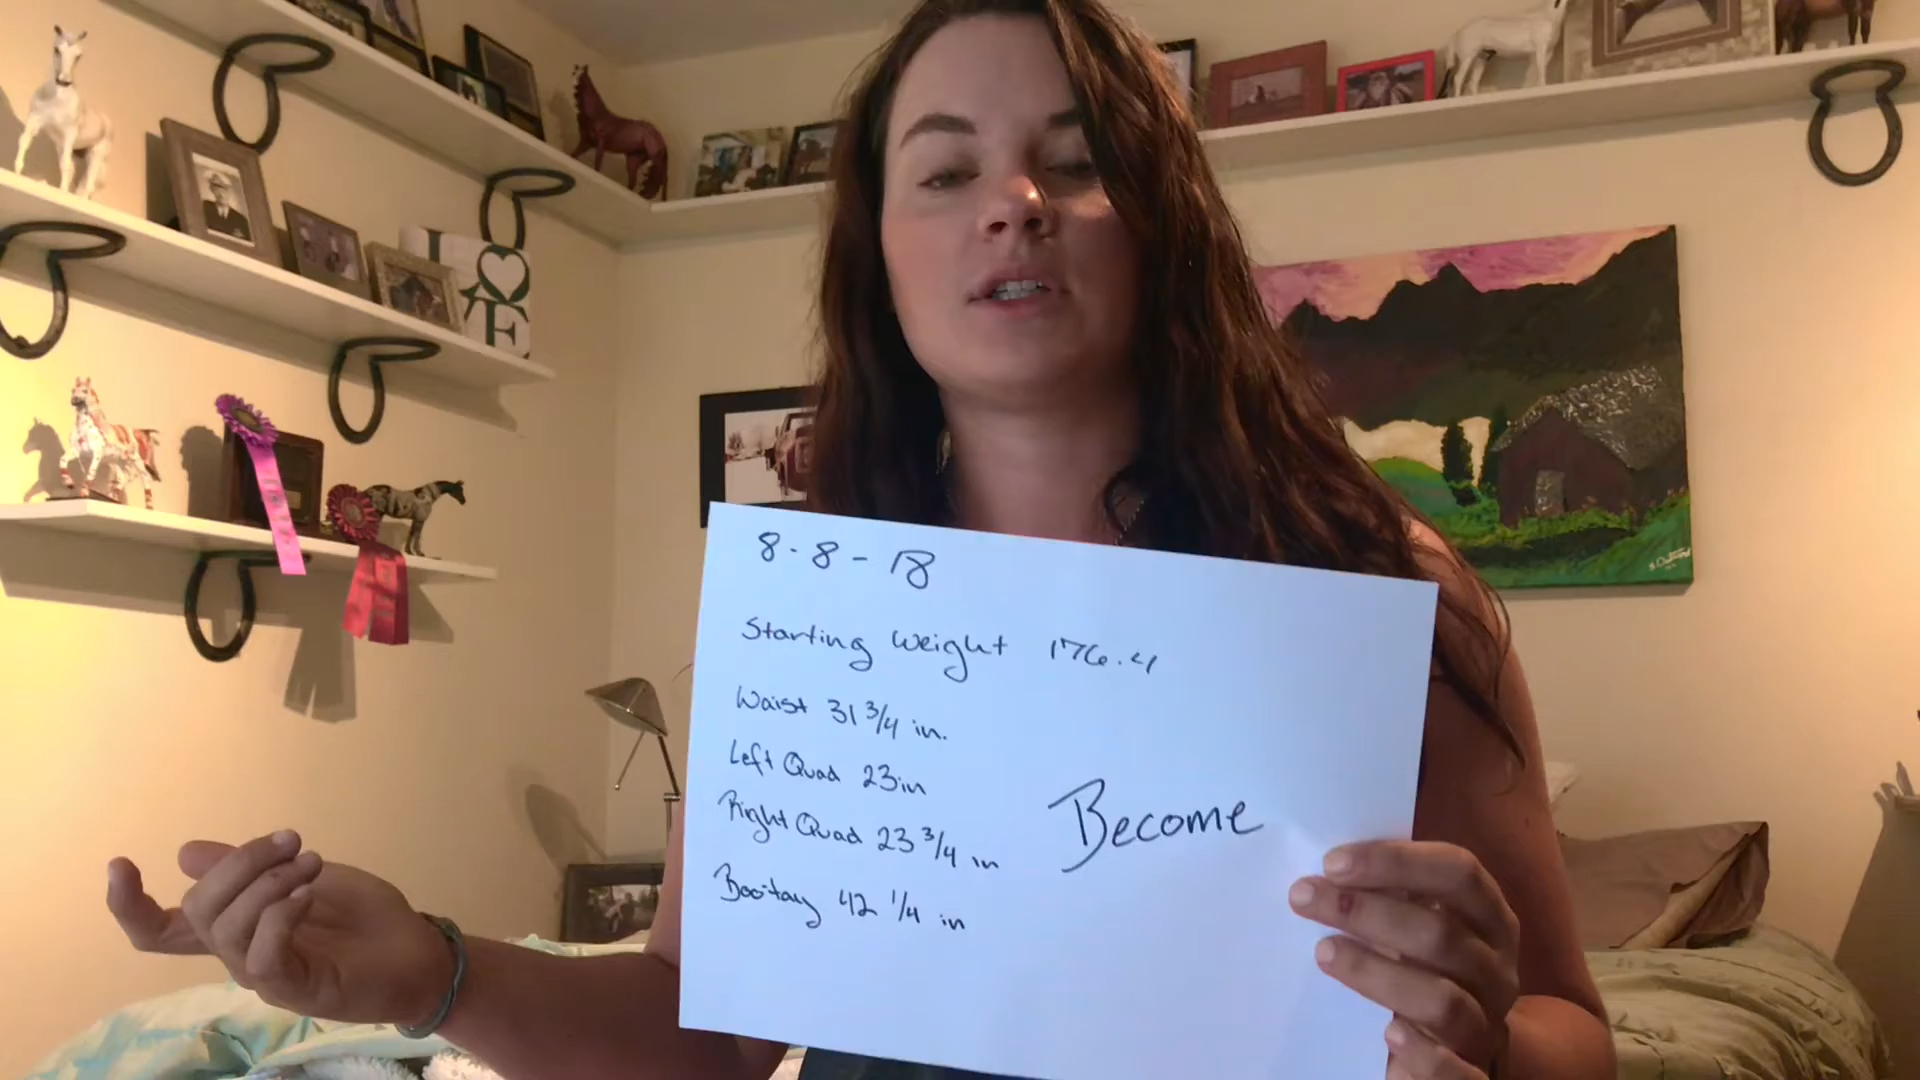 LOVE
8-8-18
Starting Weight 176.4
Waist 31 3/4 in.
Left Quad 23in
Right Quad 23 3/4 in
Bootay 42 1/4 in
Become